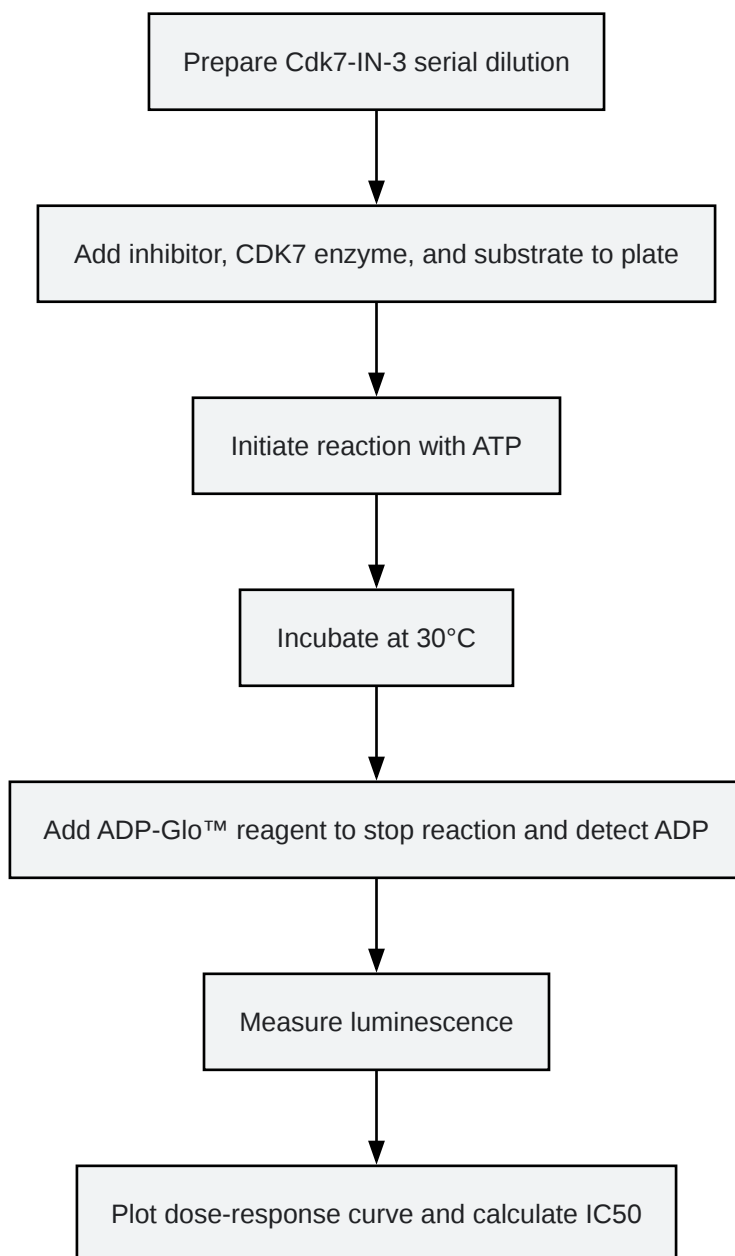 Prepare Cdk7-IN-3 serial dilution
Add inhibitor, CDK7 enzyme, and substrate to plate
Initiate reaction with ATP
Incubate at 30°C
Add ADP-Glo™ reagent to stop reaction and detect ADP
Measure luminescence
Plot dose-response curve and calculate IC50